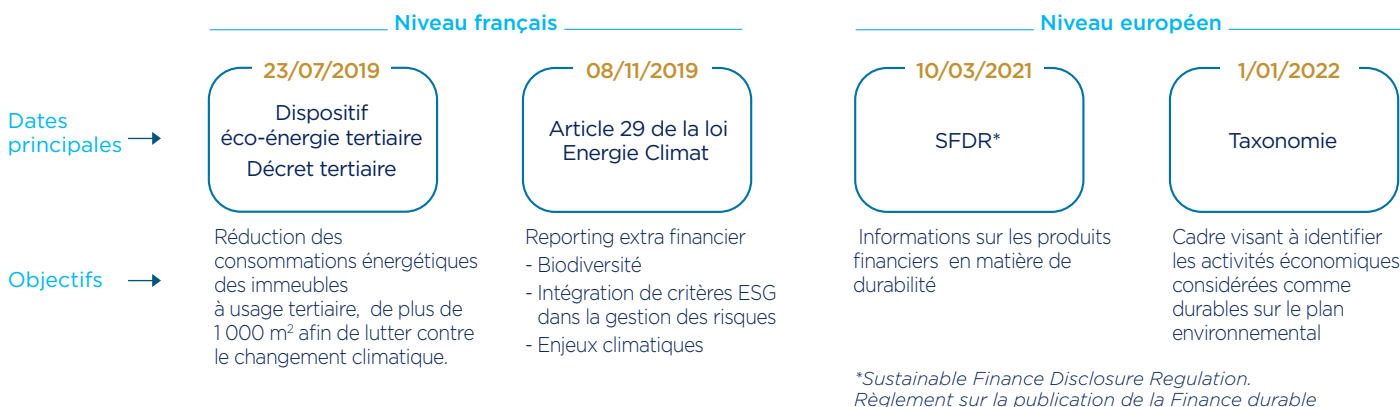 Niveau français
Niveau européen
Dates
principales
23/07/2019
Dispositif
éco-énergie tertiaire
Décret tertiaire
08/11/2019
Article 29 de la loi
Energie Climat
10/03/2021
SFDR*
1/01/2022
Taxonomie
Objectifs
Réduction des
consommations énergétiques
des immeubles
à usage tertiaire, de plus de
1 000 m² afin de lutter contre
le changement climatique.
Reporting extra financier
- Biodiversité
- Intégration de critères ESG
dans la gestion des risques
- Enjeux climatiques
Informations sur les produits
financiers en matière de
durabilité
Cadre visant à identifier
les activités économiques
considérées comme
durables sur le plan
environnemental
*Sustainable Finance Disclosure Regulation.
Règlement sur la publication de la Finance durable